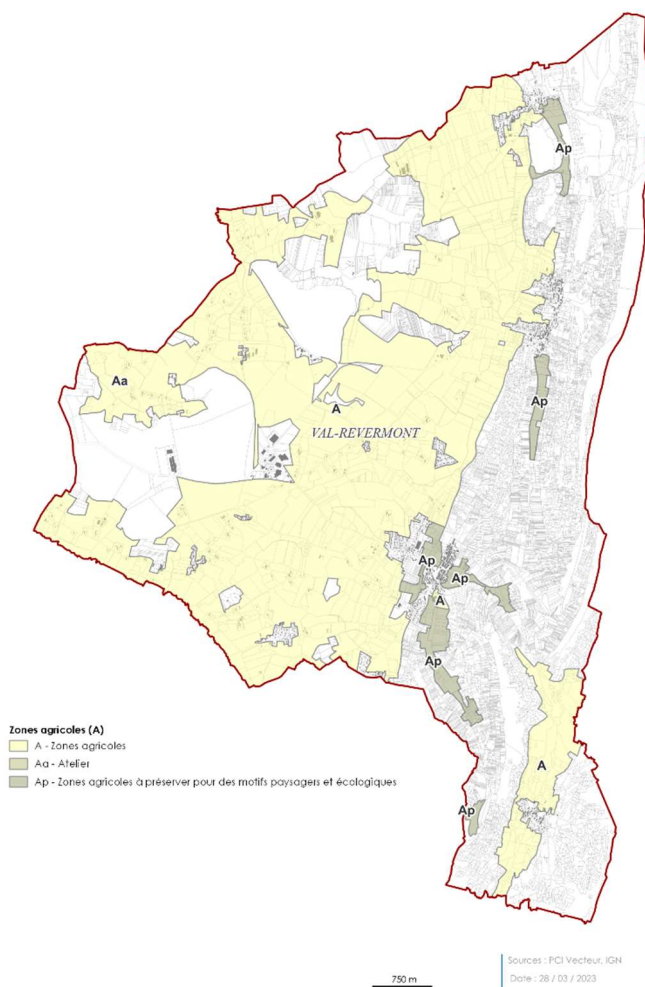 Ap
Aa
Ap
A
VAL-REVERMONT
Ap
Ap
A
Ap
A
Ap
Zones agricoles (A)
A - Zones agricoles
Aa - Atelier
Ap - Zones agricoles à préserver pour des motifs paysagers et écologiques
750 m
Sources : PCI Vecteur, IGN
Date : 28 / 03 / 2023